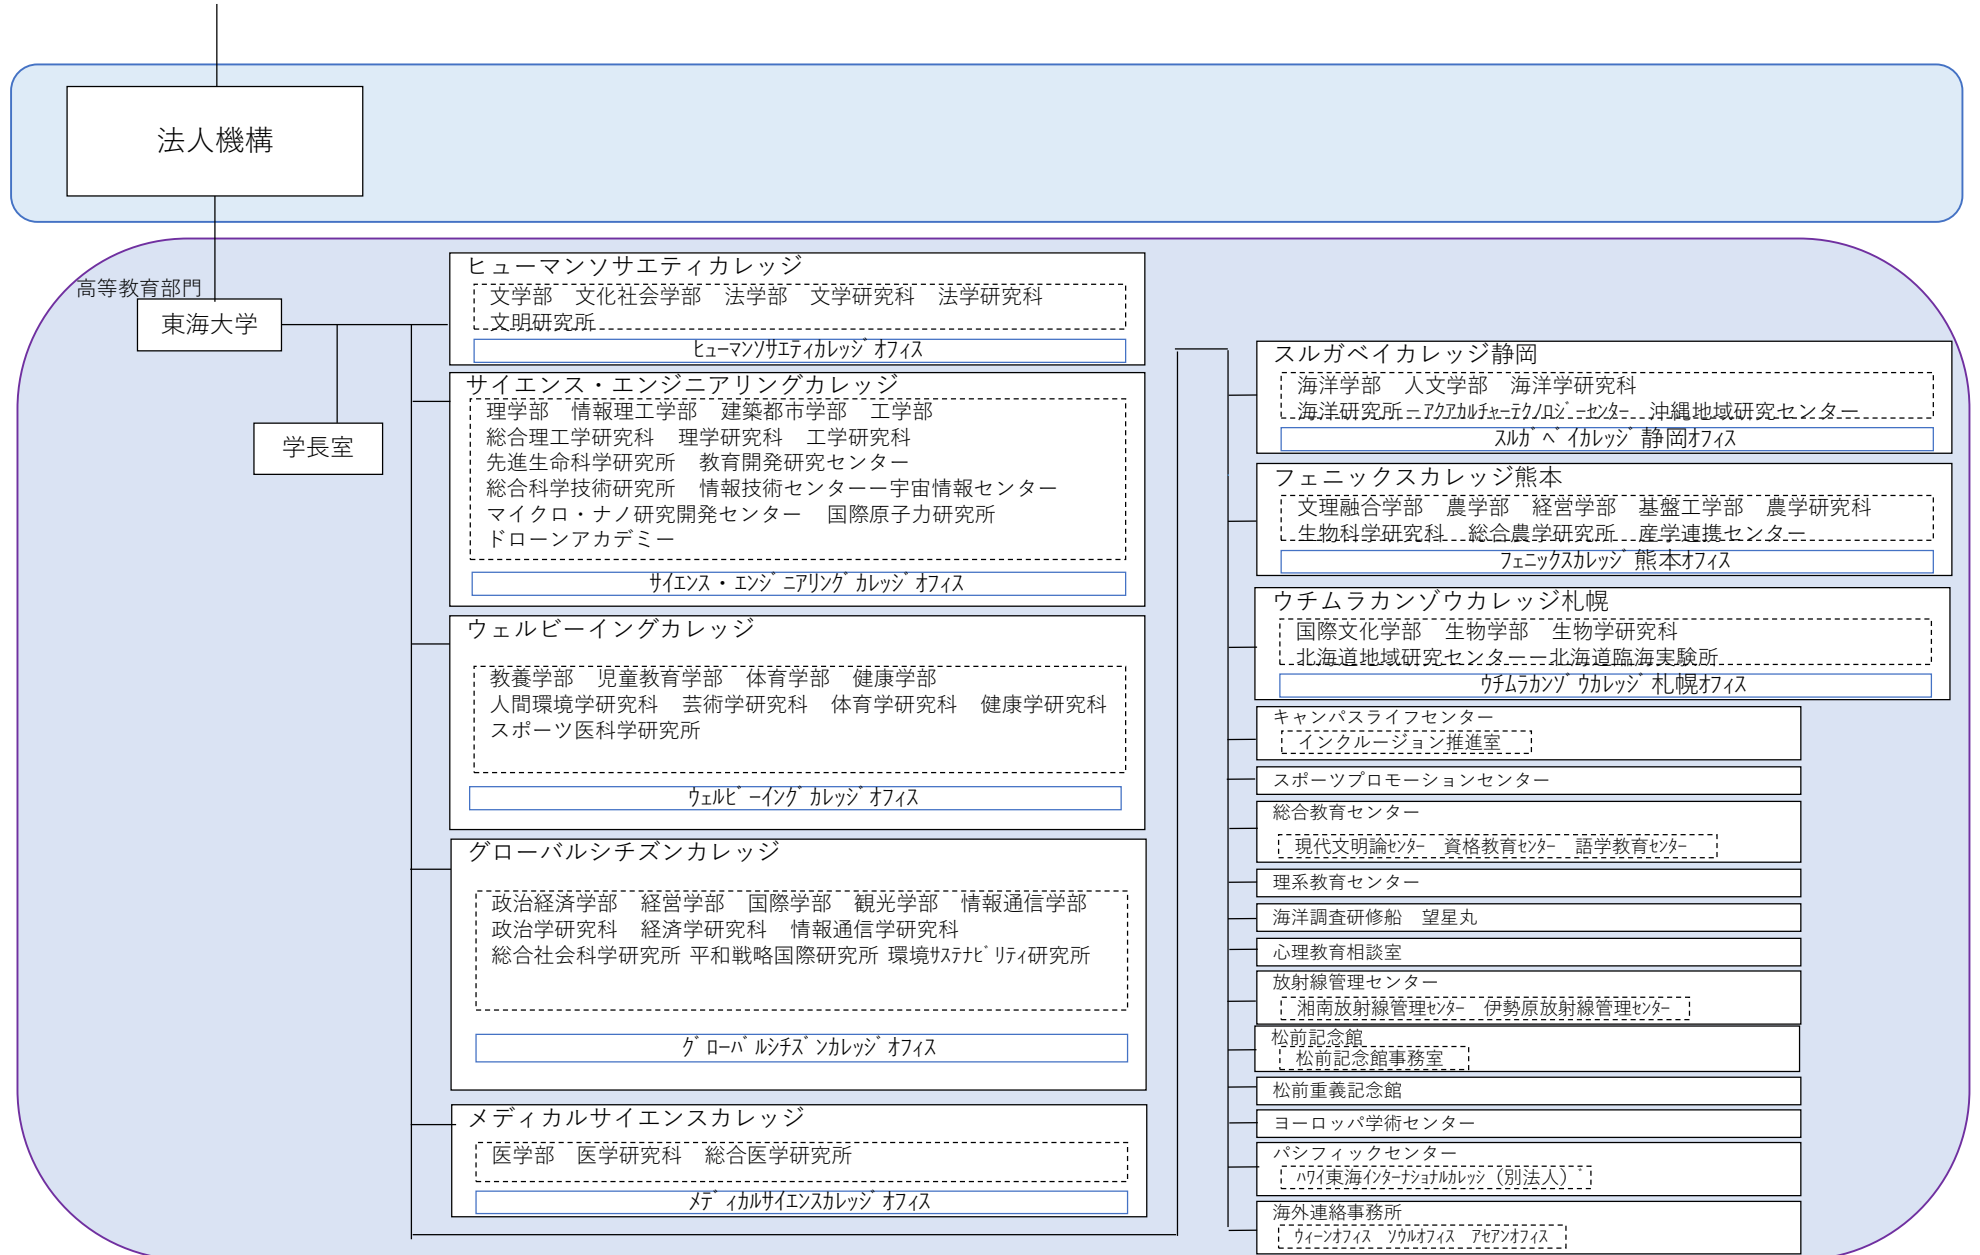 法人機構
高等教育部門
東海大学
学長室
ヒューマンソサエティカレッジ
文学部　文化社会学部　法学部　文学研究科　法学研究科
文明研究所
ﾋｭｰﾏﾝｿｻｴﾃｨｶﾚｯｼﾞｵﾌｨｽ
サイエンス・エンジニアリングカレッジ
理学部　情報理工学部　建築都市学部　工学部
総合理工学研究科　理学研究科　工学研究科
先進生命科学研究所　教育開発研究センター
総合科学技術研究所　情報技術センターー宇宙情報センター
マイクロ・ナノ研究開発センター　国際原子力研究所
ドローンアカデミー
ｻｲｴﾝｽ・ｴﾝｼﾞﾆｱﾘﾝｸﾞｶﾚｯｼﾞｵﾌｨｽ
ウェルビーイングカレッジ
教養学部　児童教育学部　体育学部　健康学部
人間環境学研究科　芸術学研究科　体育学研究科　健康学研究科
スポーツ医科学研究所
ｳｪﾙﾋﾞｰｲﾝｸﾞｶﾚｯｼﾞｵﾌｨｽ
グローバルシチズンカレッジ
政治経済学部　経営学部　国際学部　観光学部　情報通信学部
政治学研究科　経済学研究科　情報通信学研究科
総合社会科学研究所 平和戦略国際研究所 環境ｻｽﾃﾅﾋﾞﾘﾃｨ研究所
ｸﾞﾛｰﾊﾞﾙｼﾁｽﾞﾝｶﾚｯｼﾞｵﾌｨｽ
メディカルサイエンスカレッジ
医学部　医学研究科　総合医学研究所
ﾒﾃﾞｨｶﾙｻｲｴﾝｽｶﾚｯｼﾞｵﾌｨｽ
スルガベイカレッジ静岡
海洋学部　人文学部　海洋学研究科
海洋研究所－ｱｸｱｶﾙﾁｬｰﾃｸﾉﾛｼﾞｰｾﾝﾀｰ　沖縄地域研究センター
ｽﾙｶﾞﾍﾞｲｶﾚｯｼﾞ静岡ｵﾌｨｽ
フェニックスカレッジ熊本
文理融合学部　農学部　経営学部　基盤工学部　農学研究科
生物科学研究科　総合農学研究所　産学連携センター
ﾌｪﾆｯｸｽｶﾚｯｼﾞ熊本ｵﾌｨｽ
ウチムラカンゾウカレッジ札幌
国際文化学部　生物学部　生物学研究科
北海道地域研究センターー北海道臨海実験所
ｳﾁﾑﾗｶﾝｿﾞｳｶﾚｯｼﾞ札幌ｵﾌｨｽ
キャンパスライフセンター
インクルージョン推進室
スポーツプロモーションセンター
総合教育センター
現代文明論ｾﾝﾀｰ　資格教育ｾﾝﾀｰ　語学教育ｾﾝﾀｰ
理系教育センター
海洋調査研修船　望星丸
心理教育相談室
放射線管理センター
湘南放射線管理ｾﾝﾀｰ　伊勢原放射線管理ｾﾝﾀｰ
松前記念館
松前記念館事務室
松前重義記念館
ヨーロッパ学術センター
パシフィックセンター
ﾊﾜｲ東海ｲﾝﾀｰﾅｼｮﾅﾙｶﾚｯｼﾞ（別法人）
海外連絡事務所
ｳｨｰﾝｵﾌｨｽ　ｿｳﾙｵﾌｨｽ　ｱｾｱﾝｵﾌｨｽ